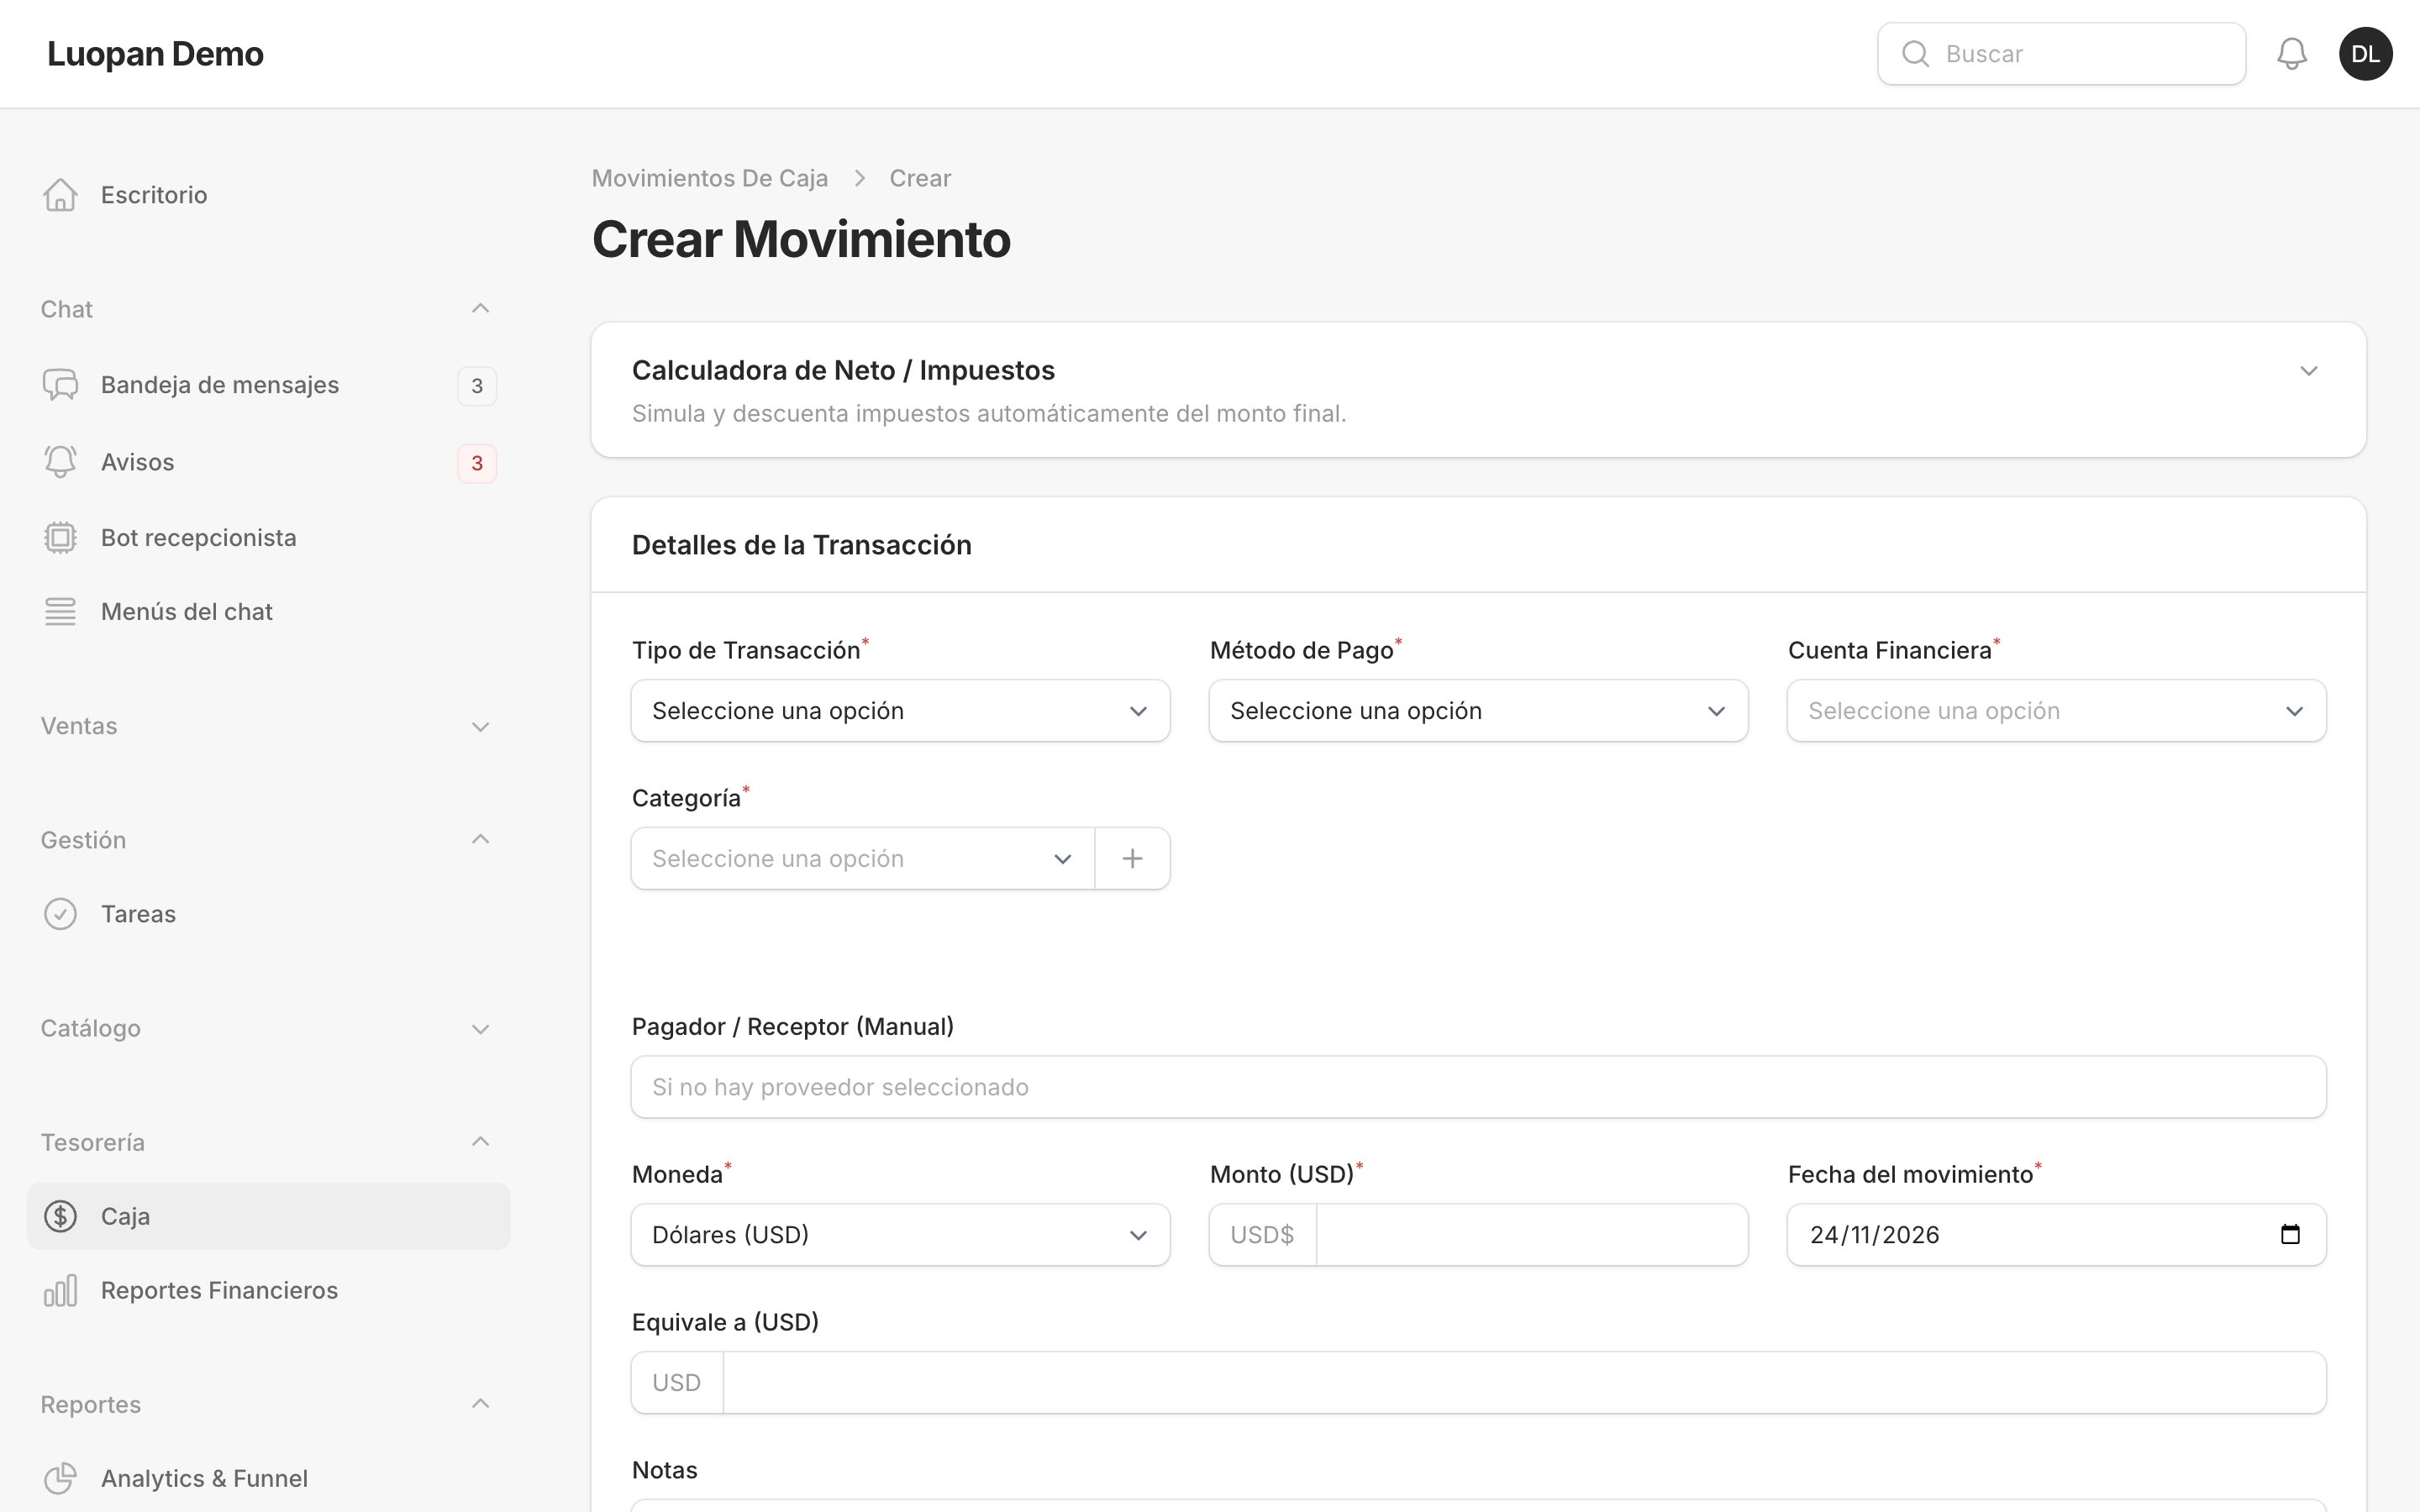 Luopan Demo
Buscar
DL
Escritorio
Chat
Bandeja de mensajes
3
Avisos
3
Bot recepcionista
Menús del chat
Ventas
Gestión
Tareas
Catálogo
Tesorería
Caja
Reportes Financieros
Reportes
Analytics & Funnel
Movimientos De Caja > Crear
Crear Movimiento
Calculadora de Neto / Impuestos
Simula y descuenta impuestos automáticamente del monto final.
Detalles de la Transacción
Tipo de Transacción*
Seleccione una opción
Método de Pago*
Seleccione una opción
Cuenta Financiera*
Seleccione una opción
Categoría*
Seleccione una opción
Pagador / Receptor (Manual)
Si no hay proveedor seleccionado
Moneda*
Dólares (USD)
Monto (USD)*
USD$
Fecha del movimiento*
24/11/2026
Equivale a (USD)
USD
Notas